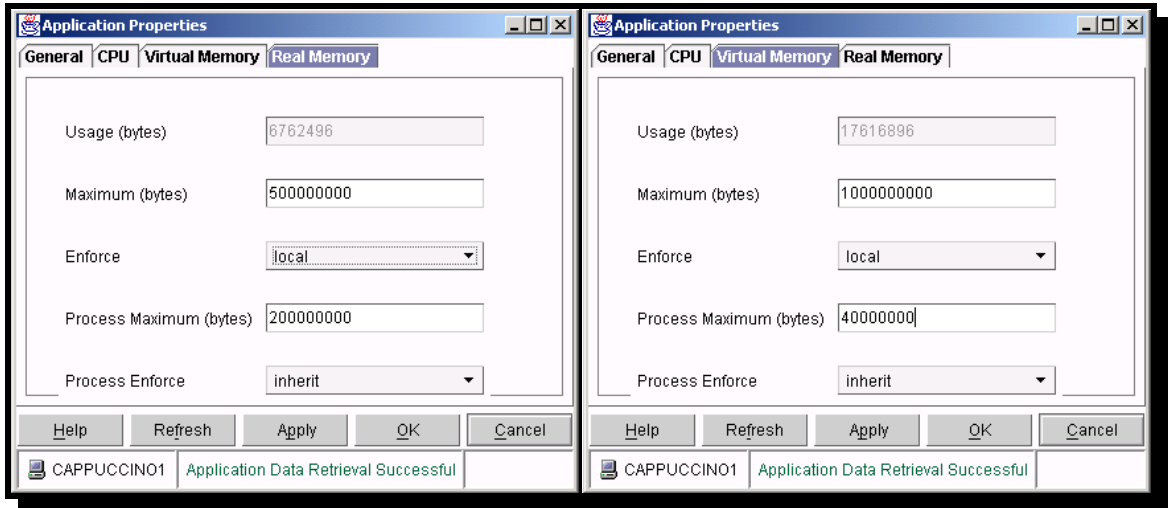 Application Properties
General CPU Virtual Memory Real Memory
Usage (bytes) 6762496
Maximum (bytes) 500000000
Enforce local
Process Maximum (bytes) 200000000
Process Enforce inherit
Help Refresh Apply OK Cancel
CAPPUCCINO1 Application Data Retrieval Successful
Application Properties
General CPU Virtual Memory Real Memory
Usage (bytes) 17616896
Maximum (bytes) 1000000000
Enforce local
Process Maximum (bytes) 40000000
Process Enforce inherit
Help Refresh Apply OK Cancel
CAPPUCCINO1 Application Data Retrieval Successful